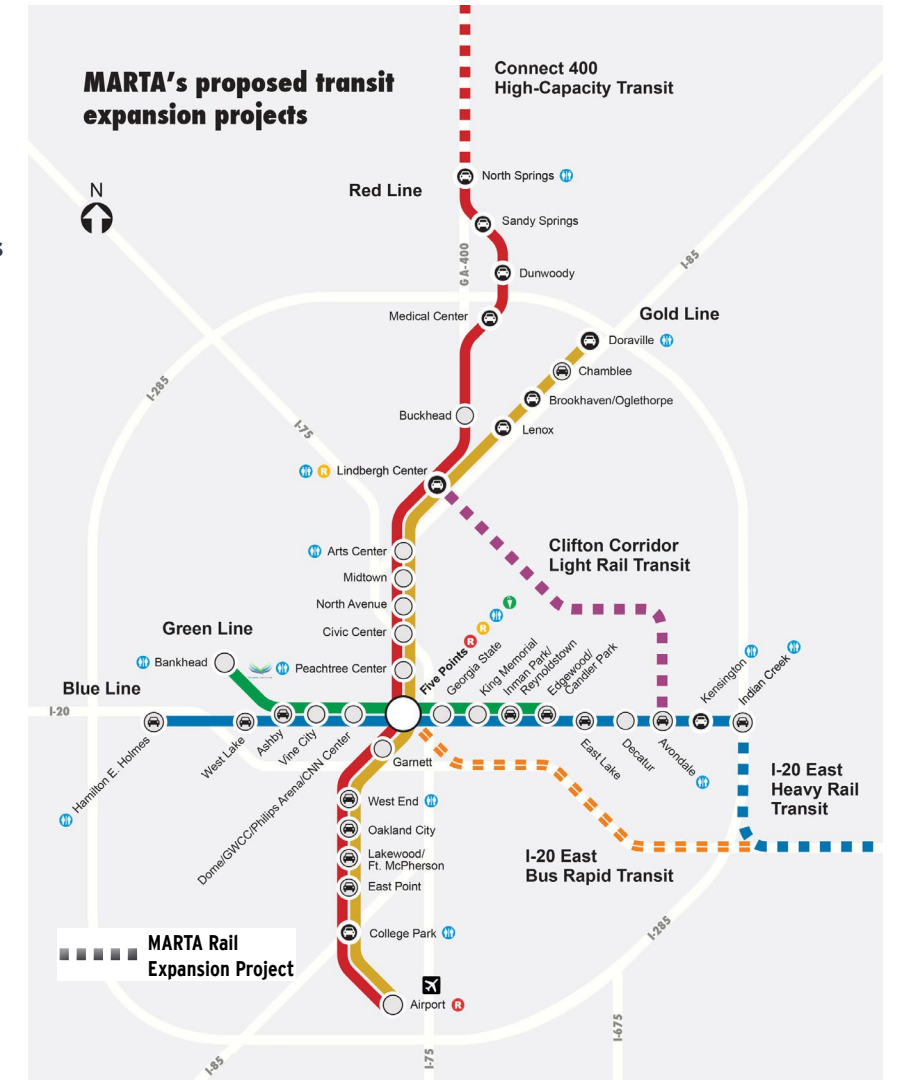 MARTA's proposed transit
expansion projects
s
N
Connect 400
High-Capacity Transit
Red Line
North Springs
Sandy Springs
GA-400
Dunwoody
I-85
Medical Center
Gold Line
Doraville
Chamblee
I-285
Brookhaven/Oglethorpe
I-75
Buckhead
Lenox
R
Lindbergh Center
Arts Center
Midtown
North Avenue
Civic Center
Peachtree Center
Clifton Corridor
Light Rail Transit
Green Line
Bankhead
Blue Line
I-20
Five Points
R
R
Georgia State
King Memorial
Inman Park/
Reynoldstown
Edgewood/
Candler Park
Kensington
Indian Creek
Hamilton E. Holmes
West Lake
Ashby
Vine City
Dome/GWCC/Philips Arena/CNN Center
Garnett
East Lake
Decatur
Avondale
I-20 East
Heavy Rail
Transit
West End
Oakland City
Lakewood/
Ft. McPherson
East Point
I-20 East
Bus Rapid Transit
College Park
I-285
MARTA Rail
Expansion Project
Airport
R
I-85
I-75
I-675